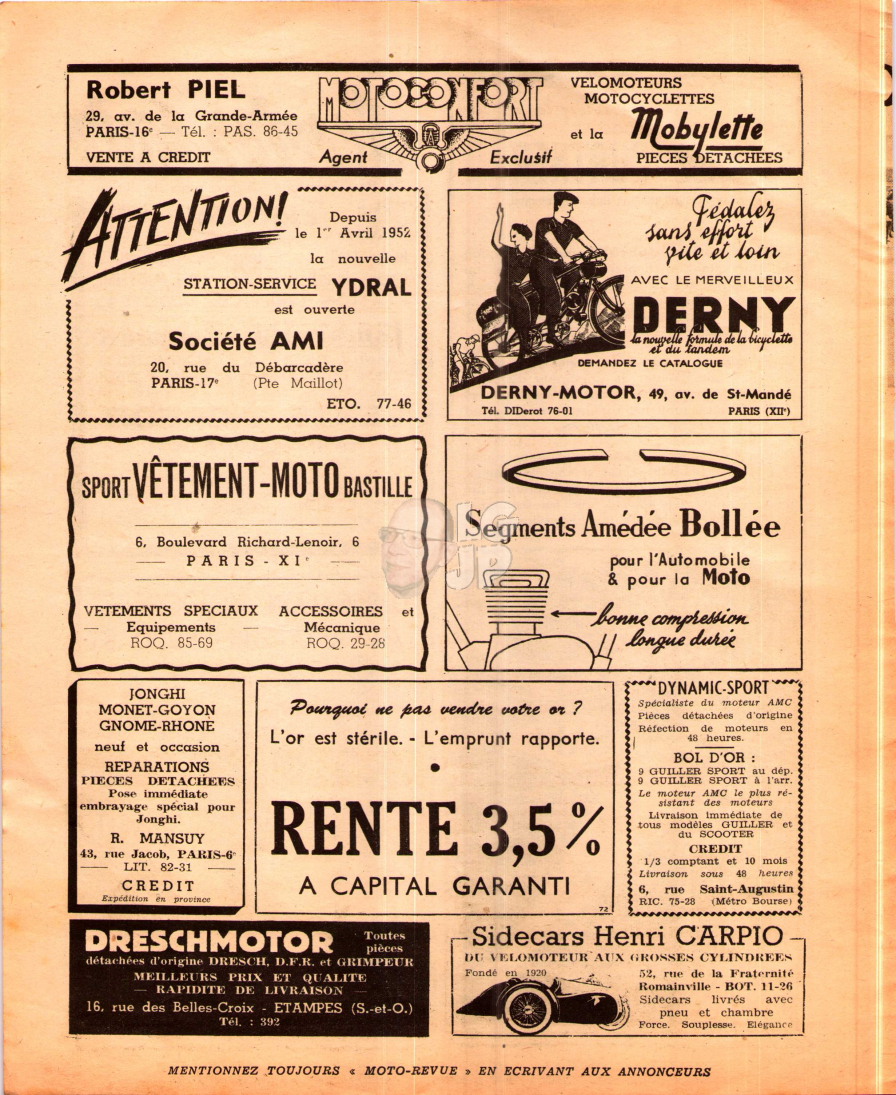 Robert PIEL
29, av. de la Grande-Armée
PARIS-16e — Tél. : PAS. 86-45
VENTE A CREDIT
MOTOCONFORT
Agent Exclusif
VELOMOTEURS
MOTOCYCLETTES
et la Mobylette
PIECES DETACHEES
ATTENTION!
Depuis
le 1er Avril 1952
la nouvelle
STATION-SERVICE YDRAL
est ouverte
Société AMI
20, rue du Débarcadère
PARIS-17e (Pte Maillot)
ETO. 77-46
Pédalez
sans effort
vite et loin
AVEC LE MERVEILLEUX
DERNY
la nouvelle formule de la bicyclette
et du tandem
DEMANDEZ LE CATALOGUE
DERNY-MOTOR, 49, av. de St-Mandé
Tél. DIDerot 76-01 PARIS (XIIe)
SPORT VÊTEMENT-MOTO BASTILLE
6, Boulevard Richard-Lenoir, 6
— PARIS - XIe —
VETEMENTS SPECIAUX ACCESSOIRES et
— Equipements — Mécanique
ROQ. 85-69 ROQ. 29-28
Segments Amédée Bollée
pour l'Automobile
& pour la Moto
bonne compression
longue durée
JONGHI
MONET-GOYON
GNOME-RHONE
neuf et occasion
REPARATIONS
PIECES DETACHEES
Pose immédiate
embrayage spécial pour
Jonghi.
R. MANSUY
43, rue Jacob, PARIS-6e
— LIT. 82-31 —
CREDIT
Expédition en province
Pourquoi ne pas vendre votre or ?
L'or est stérile. - L'emprunt rapporte.
•
RENTE 3,5 %
A CAPITAL GARANTI
72
DYNAMIC-SPORT
Spécialiste du moteur AMC
Pièces détachées d'origine
Réfection de moteurs en
48 heures.
BOL D'OR :
9 GUILLER SPORT au dép.
9 GUILLER SPORT à l'arr.
Le moteur AMC le plus ré-
sistant des moteurs
Livraison immédiate de
tous modèles GUILLER et
du SCOOTER
CREDIT
1/3 comptant et 10 mois
Livraison sous 48 heures
6, rue Saint-Augustin
RIC. 75-28 (Métro Bourse)
DRESCHMOTOR Toutes
pièces
détachées d'origine DRESCH, D.F.R. et GRIMPEUR
MEILLEURS PRIX ET QUALITE
— RAPIDITE DE LIVRAISON —
16, rue des Belles-Croix - ETAMPES (S.-et-O.)
Tél. : 392
Sidecars Henri CARPIO
DU VELOMOTEUR AUX GROSSES CYLINDREES
Fondé en 1920
52, rue de la Fraternité
Romainville - BOT. 11-26
Sidecars livrés avec
pneu et chambre
Force. Souplesse. Elégance
MENTIONNEZ TOUJOURS « MOTO-REVUE » EN ECRIVANT AUX ANNONCEURS